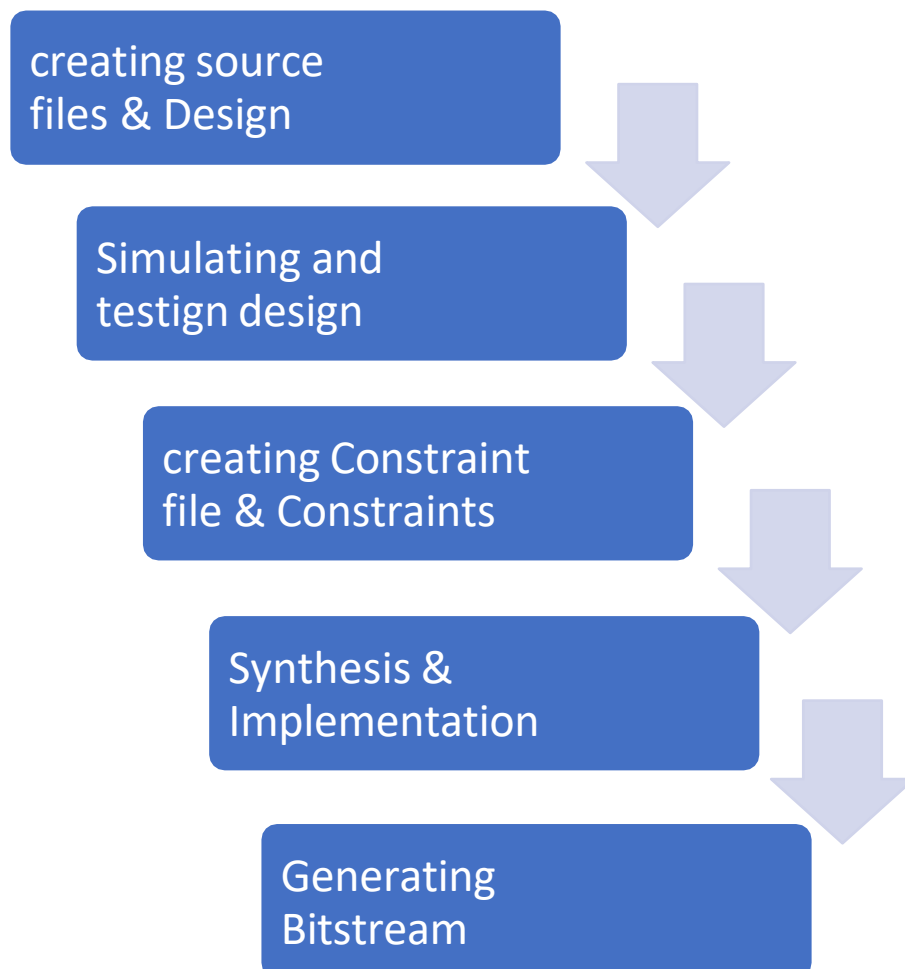 creating source
files & Design
Simulating and
testign design
creating Constraint
file & Constraints
Synthesis &
Implementation
Generating
Bitstream